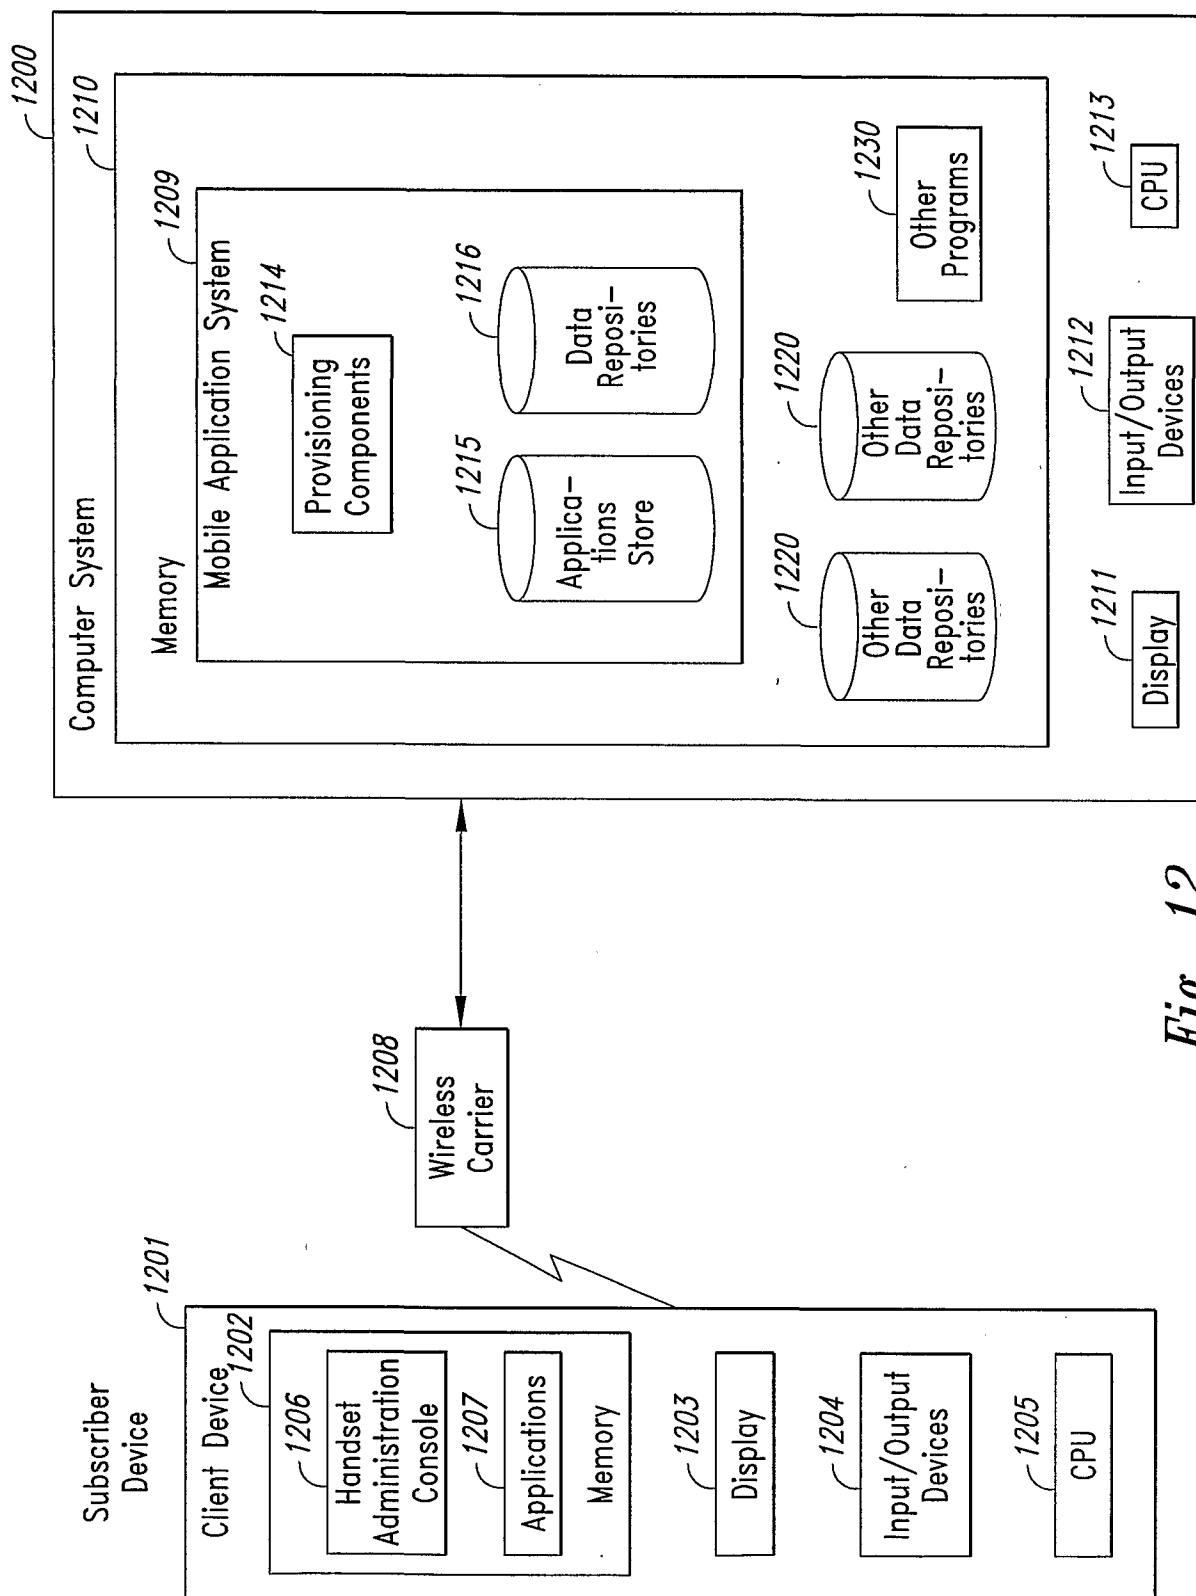 Subscriber
Device
1201
Client Device
1202
1206
Handset
Administration
Console
1207
Applications
Memory
1203
Display
1204
Input/Output
Devices
1205
CPU
1208
Wireless
Carrier
1200
Computer System
1210
Memory
1209
Mobile Application System
1214
Provisioning
Components
1215
Applica-
tions
Store
1216
Data
Reposi-
tories
1220
Other
Data
Reposi-
tories
1220
Other
Data
Reposi-
tories
1230
Other
Programs
1211
Display
1212
Input/Output
Devices
1213
CPU
Fig. 12